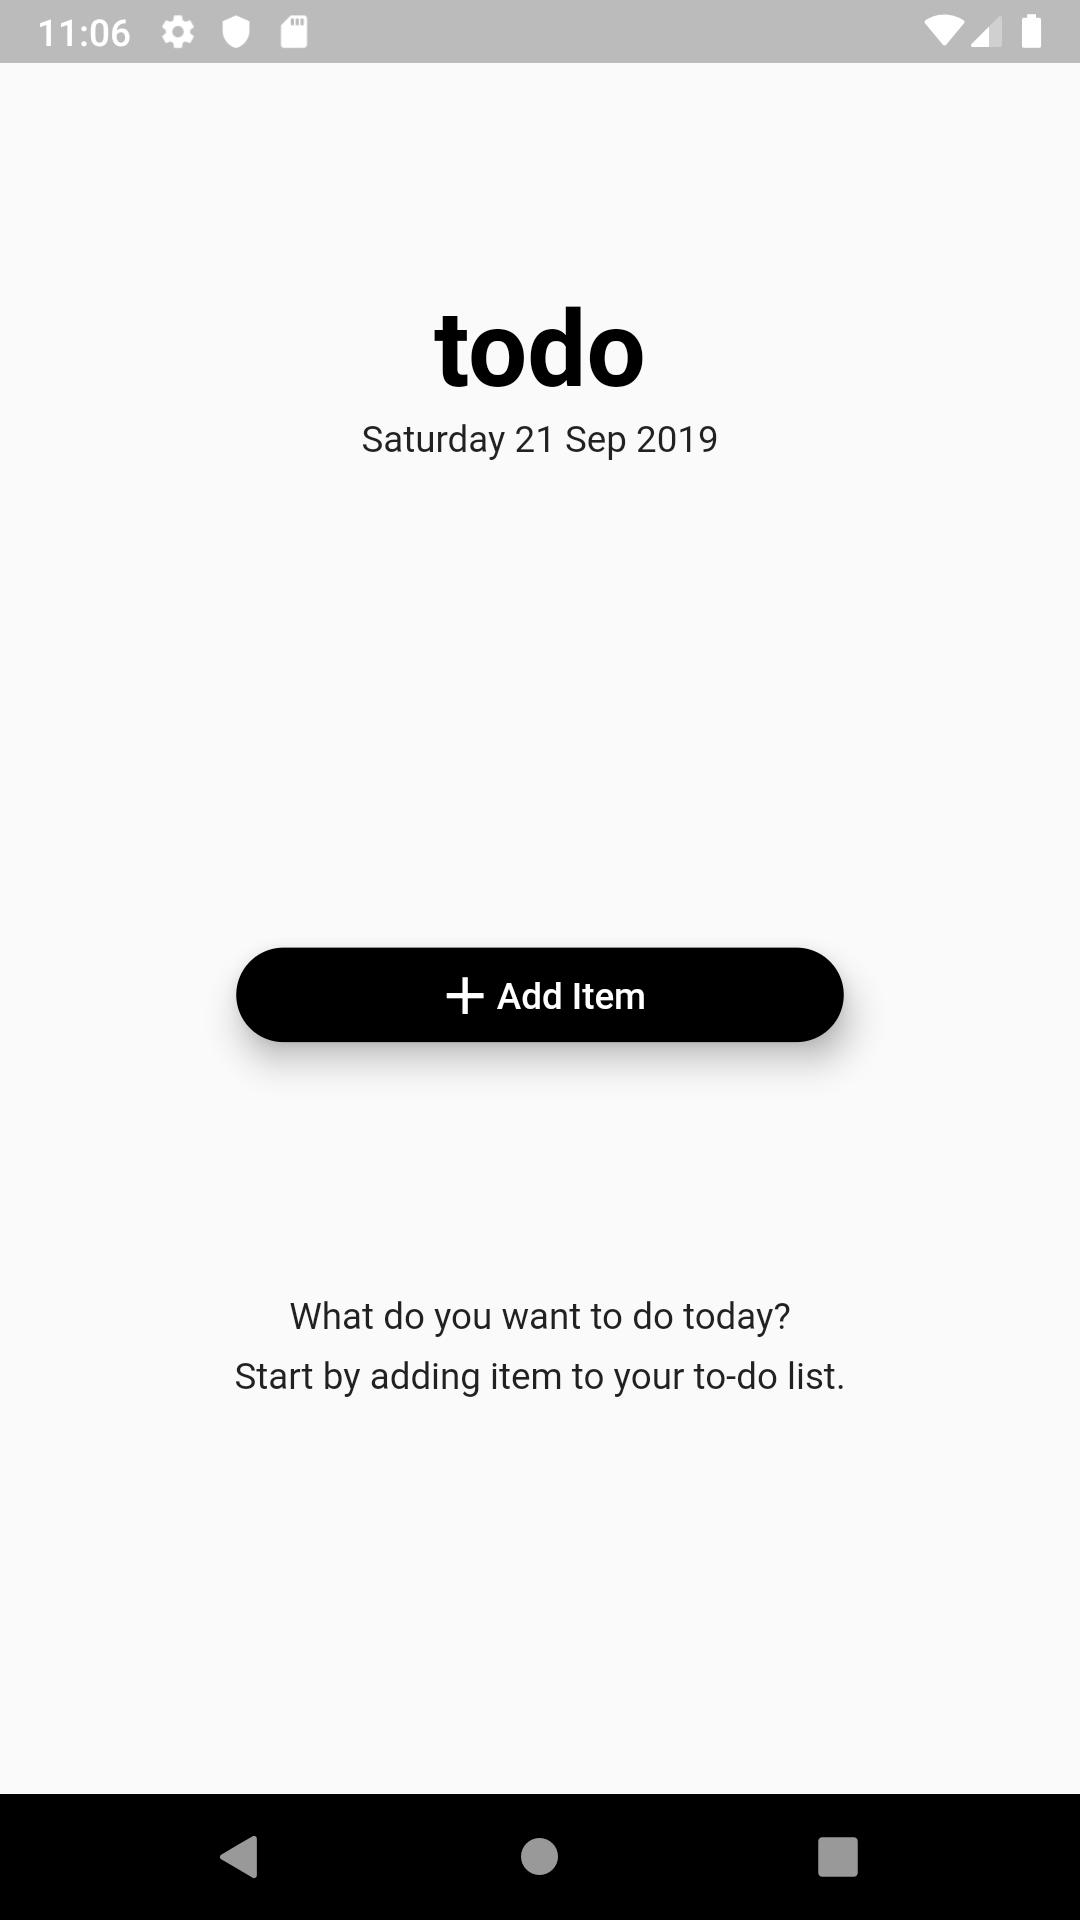 11:06
todo
Saturday 21 Sep 2019
Add Item
What do you want to do today?
Start by adding item to your to-do list.